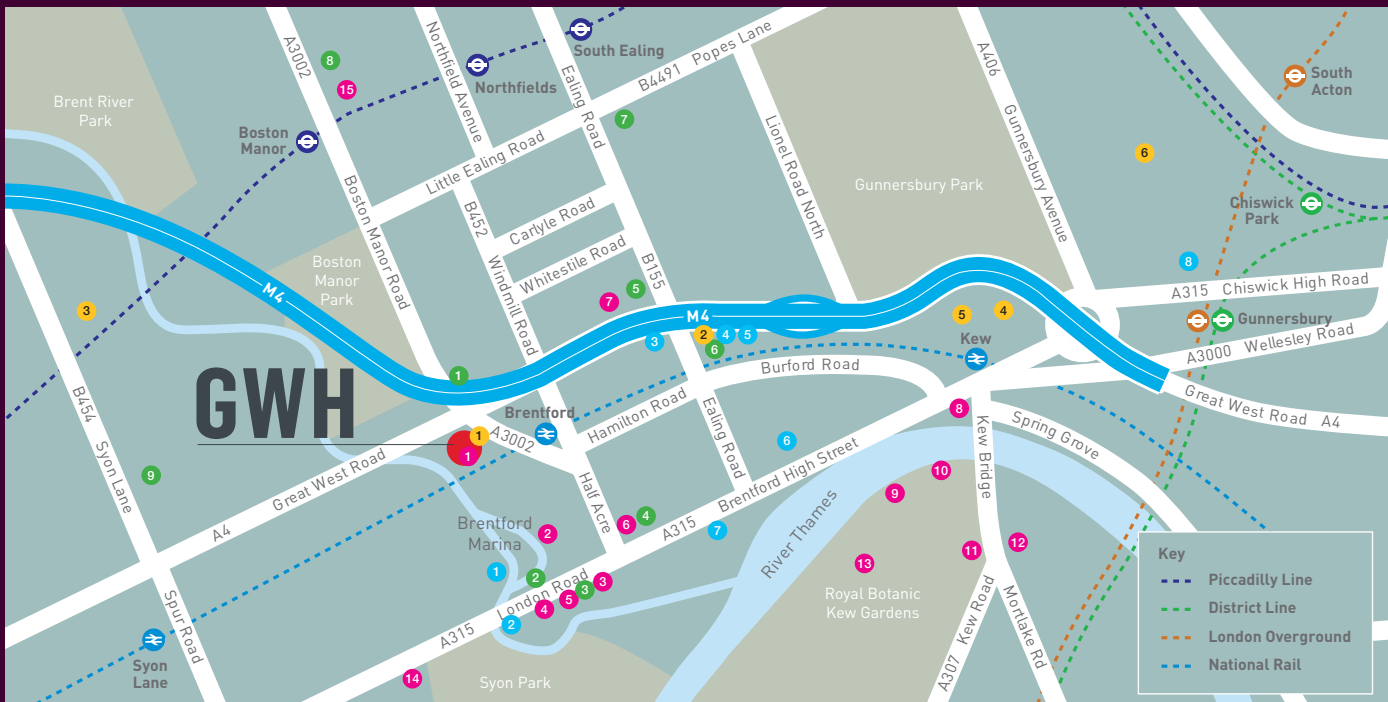 A3002
8
15
Northfield Avenue
South Ealing
Northfields
Ealing Road
B4491 Popes Lane
7
A406
Gunnersbury Avenue
South
Acton
Brent River
Park
Boston
Manor
Boston Manor Road
Little Ealing Road
Lionel Road North
Gunnersbury Park
6
Chiswick
Park
B452
Carlyle Road
Whitestile Road
Windmill Road
B155
5
7
8
A315 Chiswick High Road
Boston
Manor
Park
M4
3
M4
2
4
5
3
6
5
4
Kew
Gunnersbury
A3000 Wellesley Road
Burford Road
Great West Road A4
1
GWH
1
1
A3002
Brentford
Hamilton Road
Ealing Road
8
Kew Bridge
Spring Grove
B454
Syon Lane
9
Great West Road
A4
Half Acre
6
Brentford High Street
A315
7
10
9
River Thames
6
4
Brentford
Marina
2
1
2
3
3
5
4
London Road
2
A315
14
Syon Park
11
12
13
Royal Botanic
Kew Gardens
A307 Kew Road
Mortlake Rd
Spur Road
Syon
Lane
Key
Piccadilly Line
District Line
London Overground
National Rail